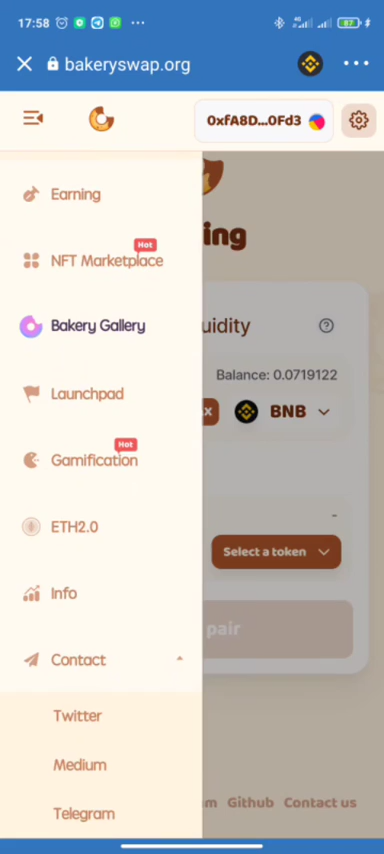 17:58
87
bakeryswap.org
0xfA8D...0Fd3
Earning
ing
Hot
NFT Marketplace
Bakery Gallery
uidity
Balance: 0.0719122
Launchpad
X
BNB
Hot
Gamification
-
ETH2.0
Select a token
Info
pair
Contact
Twitter
Medium
Telegram
m Github Contact us